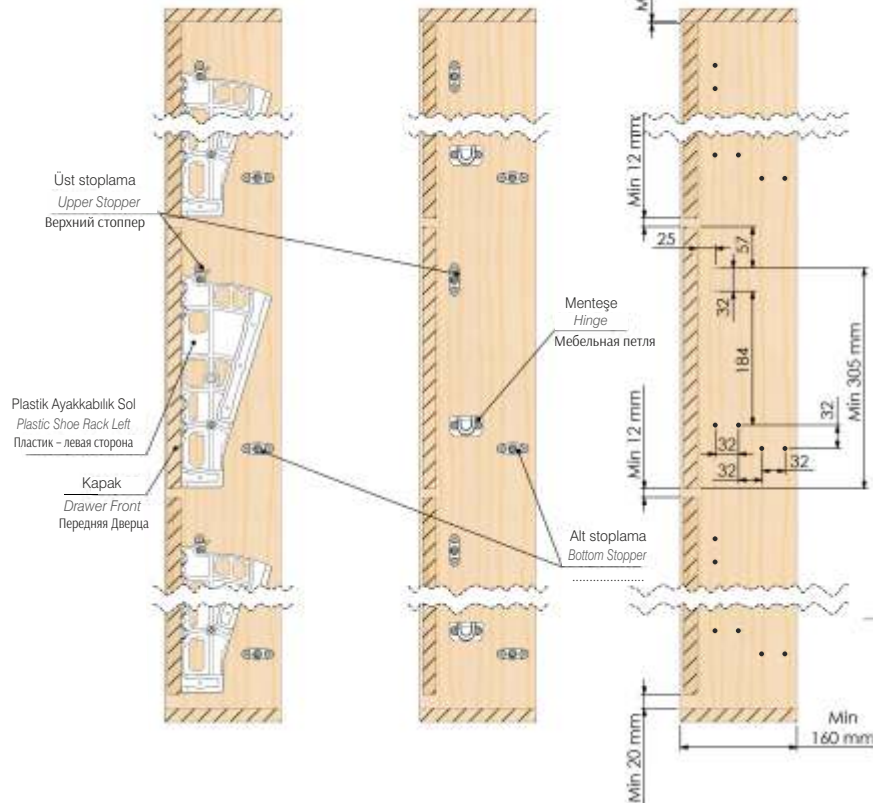 Üst stoplama
Upper Stopper
Верхний стоппер
Plastik Ayakkabılık Sol
Plastic Shoe Rack Left
Пластик – левая сторона
Kapak
Drawer Front
Передняя Дверца
Menteşe
Hinge
Мебельная петля
Alt stoplama
Bottom Stopper
.....................
Min 12 mm
25
57
32
184
Min 305 mm
Min 12 mm
32
32
32
32
Min 20 mm
Min
160 mm